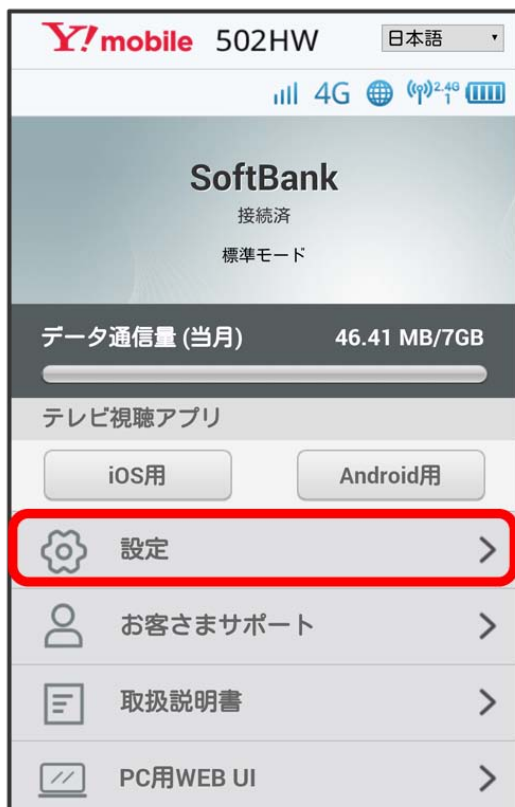 Y!mobile 502HW 日本語
4G 2.4G 1
SoftBank
接続済
標準モード
データ通信量 (当月) 46.41 MB/7GB
テレビ視聴アプリ
iOS用 Android用
設定
お客さまサポート
取扱説明書
PC用WEB UI